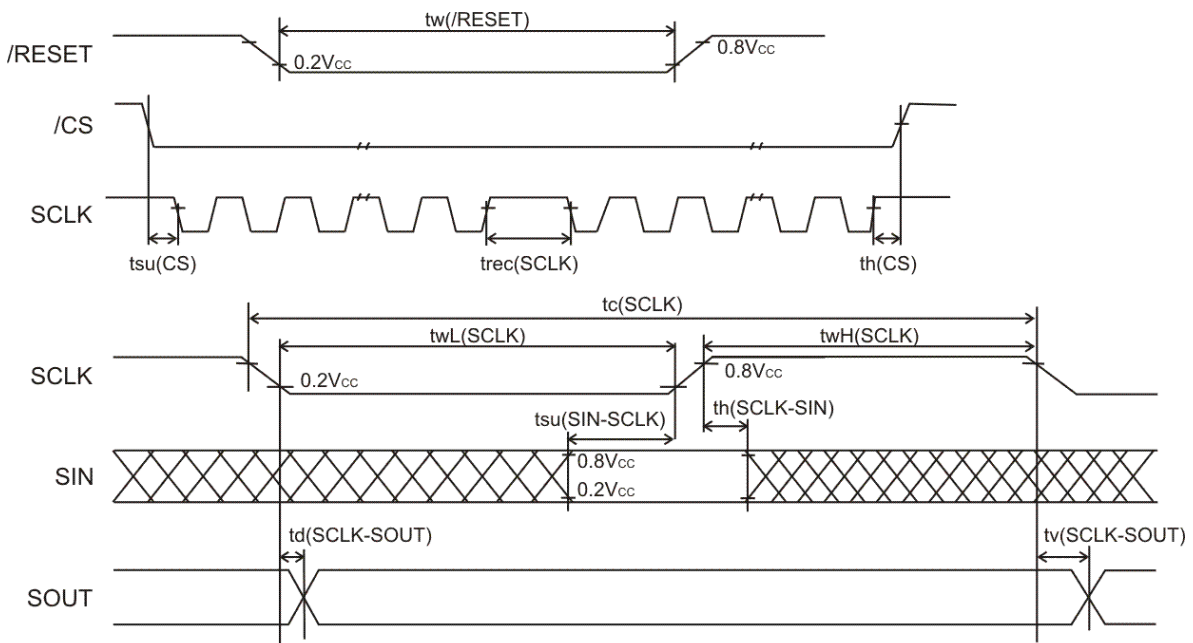 tw(/RESET)
/RESET
0.2Vcc
0.8Vcc
/CS
SCLK
tsu(CS)
trec(SCLK)
th(CS)
tc(SCLK)
twL(SCLK)
twH(SCLK)
SCLK
0.2Vcc
0.8Vcc
tsu(SIN-SCLK)
th(SCLK-SIN)
SIN
0.8Vcc
0.2Vcc
td(SCLK-SOUT)
tv(SCLK-SOUT)
SOUT